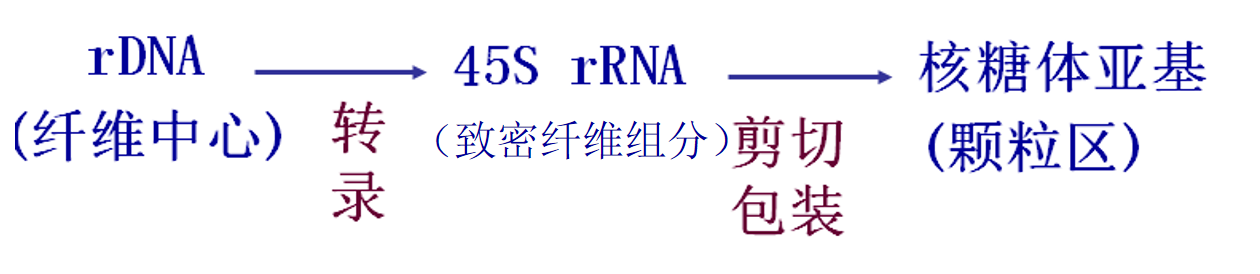 rDNA
45S rRNA
核糖体亚基
(纤维中心)
转录
（致密纤维组分）
剪切
包装
(颗粒区)